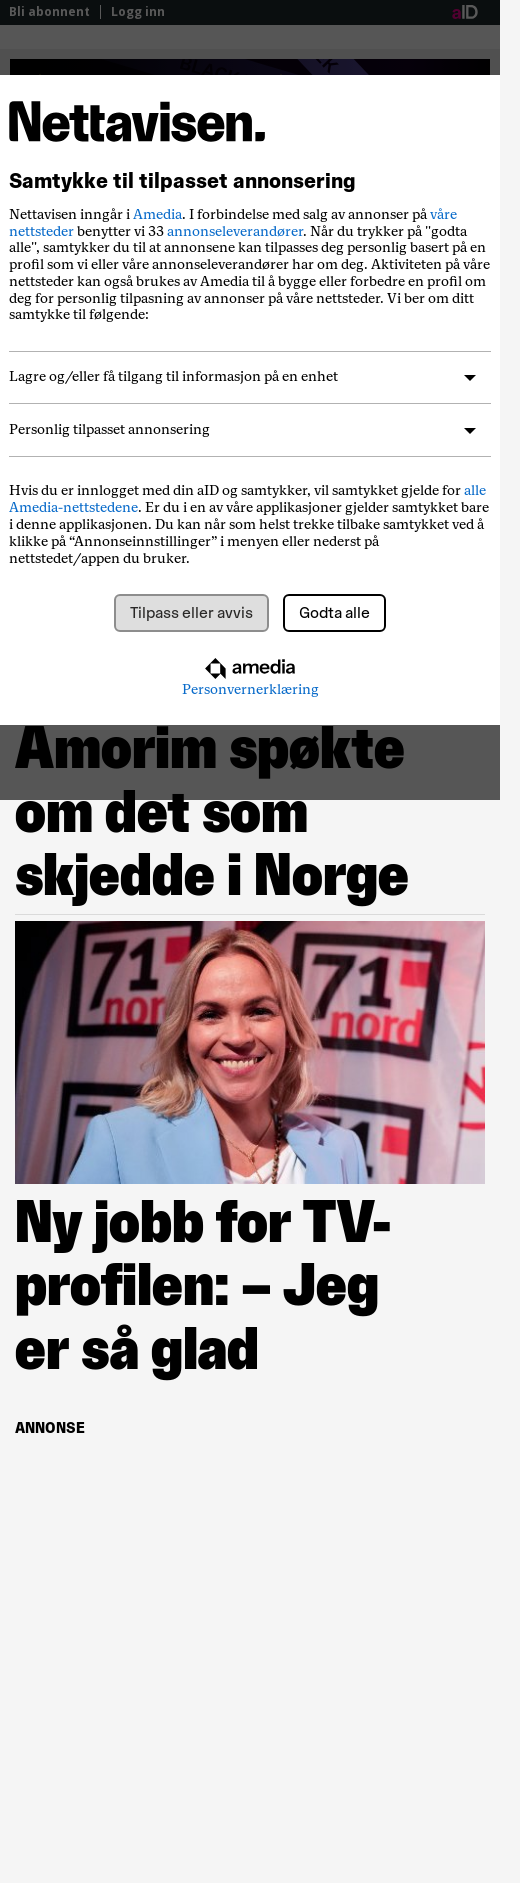 Bli abonnent | Logg inn
aID
Nettavisen.
Samtykke til tilpasset annonsering
Nettavisen inngår i Amedia. I forbindelse med salg av annonser på våre
nettsteder benytter vi 33 annonseleverandører. Når du trykker på "godta
alle", samtykker du til at annonsene kan tilpasses deg personlig basert på en
profil som vi eller våre annonseleverandører har om deg. Aktiviteten på våre
nettsteder kan også brukes av Amedia til å bygge eller forbedre en profil om
deg for personlig tilpasning av annonser på våre nettsteder. Vi ber om ditt
samtykke til følgende:
Lagre og/eller få tilgang til informasjon på en enhet
Personlig tilpasset annonsering
Hvis du er innlogget med din aID og samtykker, vil samtykket gjelde for alle
Amedia-nettstedene. Er du i en av våre applikasjoner gjelder samtykket bare
i denne applikasjonen. Du kan når som helst trekke tilbake samtykket ved å
klikke på “Annonseinnstillinger” i menyen eller nederst på
nettstedet/appen du bruker.
Tilpass eller avvis
Godta alle
amedia
Personvernerklæring
Amorim spøkte
om det som
skjedde i Norge
71
nord
71
nord
Ny jobb for TV-
profilen: – Jeg
er så glad
ANNONSE